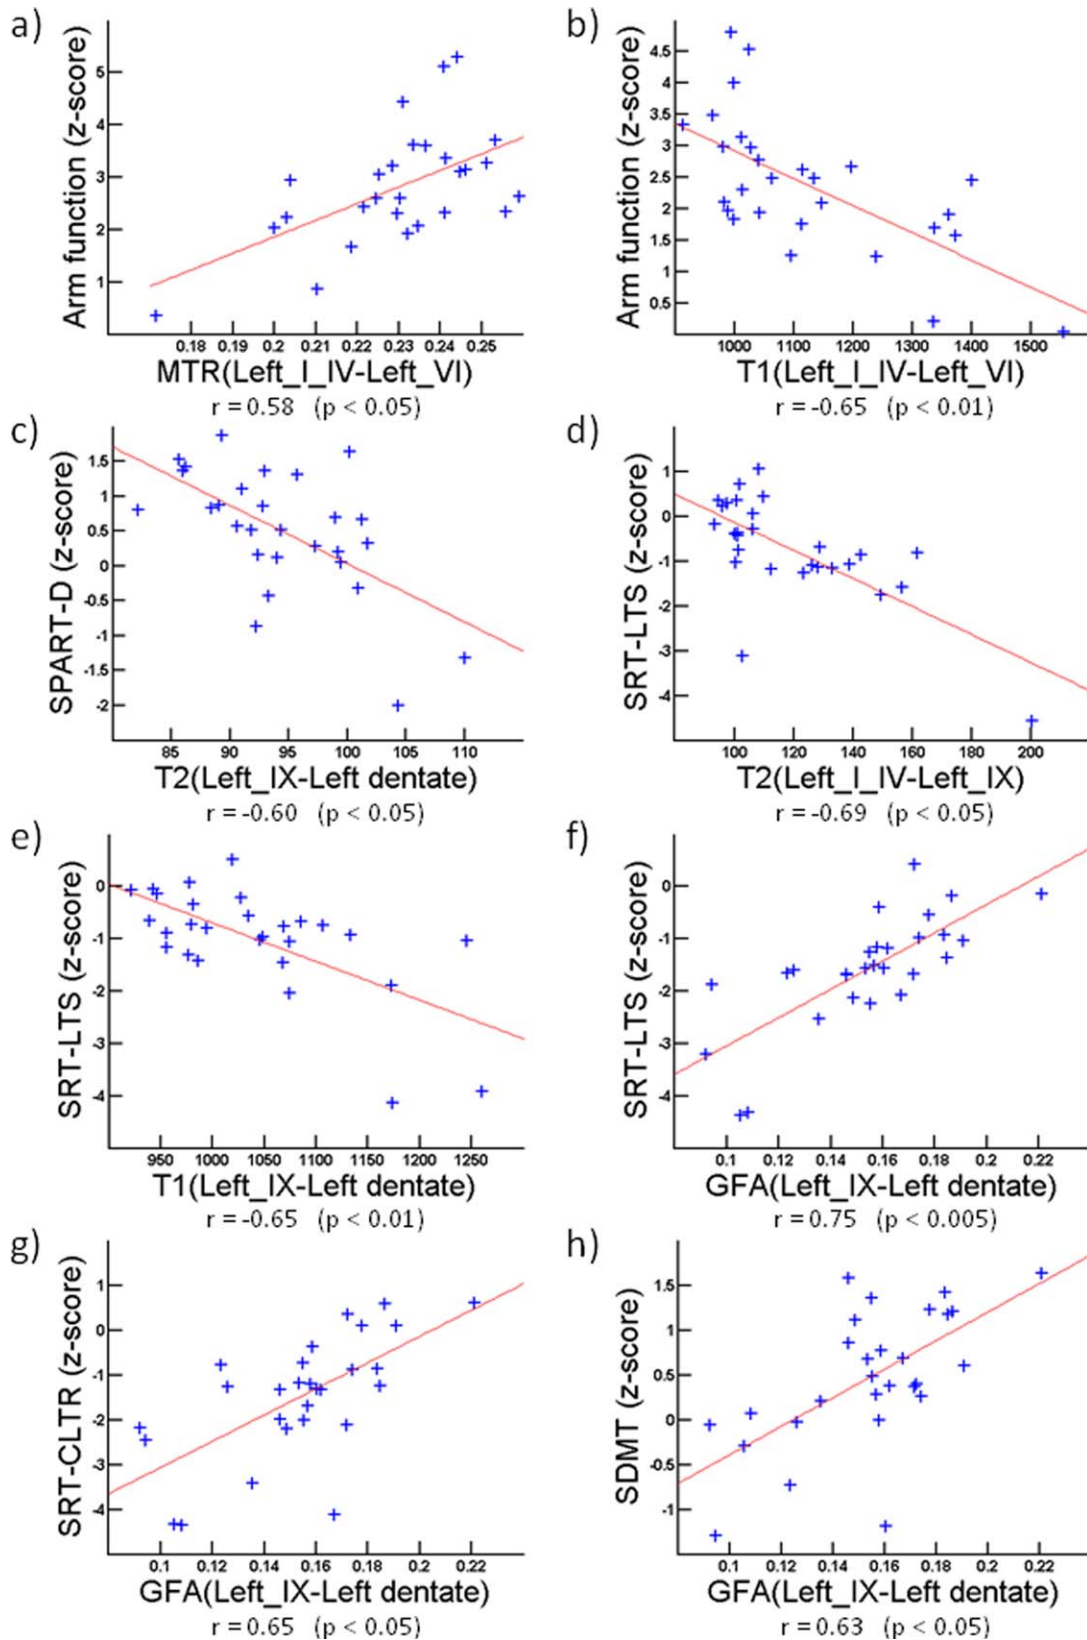 a)
Arm function (z-score)
5
4
3
2
1
0.18 0.19 0.2 0.21 0.22 0.23 0.24 0.25
MTR(Left_I_IV-Left_VI)
r = 0.58 (p < 0.05)
b)
Arm function (z-score)
4.5
4
3.5
3
2.5
2
1.5
1
0.5
1000 1100 1200 1300 1400 1500
T1(Left_I_IV-Left_VI)
r = -0.65 (p < 0.01)
c)
SPART-D (z-score)
1.5
1
0.5
0
-0.5
-1
-1.5
-2
85 90 95 100 105 110
T2(Left_IX-Left dentate)
r = -0.60 (p < 0.05)
d)
SRT-LTS (z-score)
1
0
-1
-2
-3
-4
100 120 140 160 180 200
T2(Left_I_IV-Left_IX)
r = -0.69 (p < 0.05)
e)
SRT-LTS (z-score)
0
-1
-2
-3
-4
950 1000 1050 1100 1150 1200 1250
T1(Left_IX-Left dentate)
r = -0.65 (p < 0.01)
f)
SRT-LTS (z-score)
0
-1
-2
-3
-4
0.1 0.12 0.14 0.16 0.18 0.2 0.22
GFA(Left_IX-Left dentate)
r = 0.75 (p < 0.005)
g)
SRT-CLTR (z-score)
1
0
-1
-2
-3
-4
0.1 0.12 0.14 0.16 0.18 0.2 0.22
GFA(Left_IX-Left dentate)
r = 0.65 (p < 0.05)
h)
SDMT (z-score)
1.5
1
0.5
0
-0.5
-1
0.1 0.12 0.14 0.16 0.18 0.2 0.22
GFA(Left_IX-Left dentate)
r = 0.63 (p < 0.05)